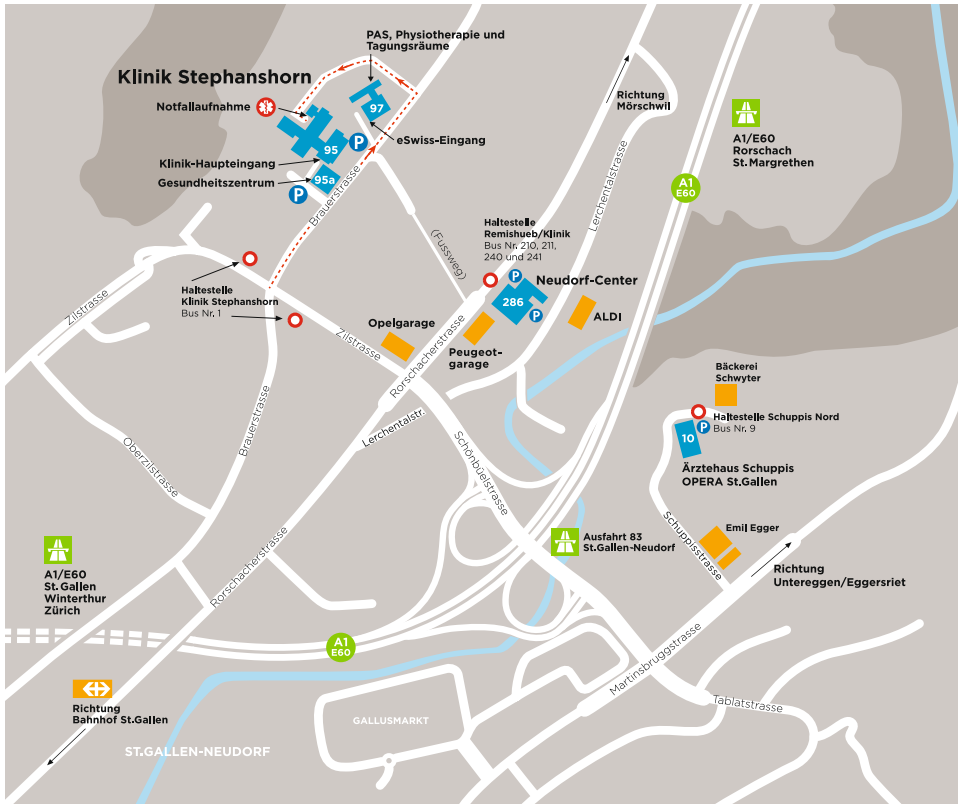 PAS, Physiotherapie und
Tagungsräume
Klinik Stephanshorn
Notfallaufnahme
97
eSwiss-Eingang
P
95
Klinik-Haupteingang
Gesundheitszentrum
95a
P
Brauerstrasse
(Fussweg)
Richtung
Mörschwil
Lerchentalstrasse
A1/E60
Rorschach
St. Margrethen
A1
E60
Haltestelle
Remishueb/Klinik
Bus Nr. 210, 211,
240 und 241
P
Neudorf-Center
286
P
ALDI
Zilstrasse
Haltestelle
Klinik Stephanshorn
Bus Nr. 1
Zilstrasse
Opelgarage
Rorschacherstrasse
Peugeot-
garage
Lerchentalstr.
Bäckerei
Schwyter
Haltestelle Schuppis Nord
Bus Nr. 9
P
10
Ärztehaus Schuppis
OPERA St.Gallen
Brauerstrasse
Oberzilstrasse
Schönbüelstrasse
Schuppisstrasse
Emil Egger
Ausfahrt 83
St.Gallen-Neudorf
Richtung
Untereggen/Eggersriet
A1/E60
St. Gallen
Winterthur
Zürich
Rorschacherstrasse
A1
E60
Martinsbruggstrasse
Tablatstrasse
Richtung
Bahnhof St.Gallen
GALLUSMARKT
ST.GALLEN-NEUDORF